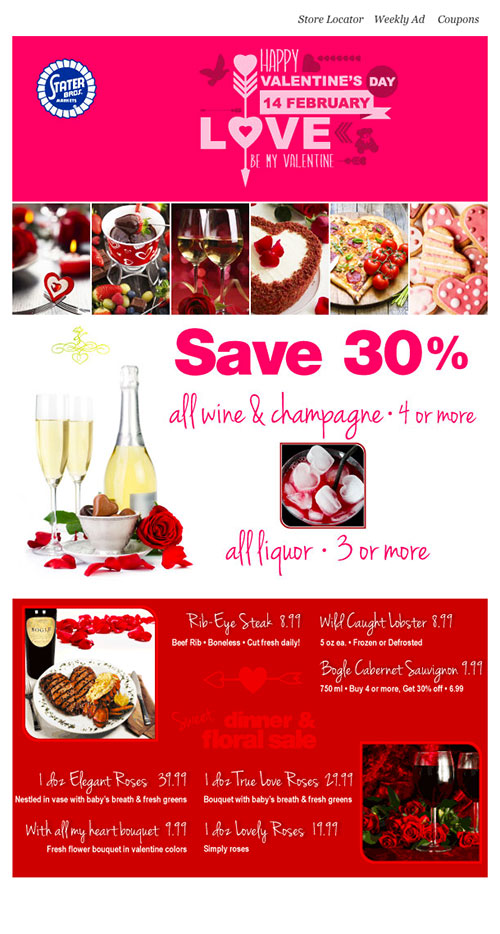 Store Locator Weekly Ad Coupons
STATER
BROS.
MARKETS
HAPPY
VALENTINE'S DAY
14 FEBRUARY
LOVE
BE MY VALENTINE
Save 30%
all wine & champagne • 4 or more
all liquor • 3 or more
BOGLE
Rib-Eye Steak 8.99
Beef Rib • Boneless • Cut fresh daily!
Wild Caught Lobster 8.99
5 oz ea. • Frozen or Defrosted
Bogle Cabernet Sauvignon 9.99
750 ml • Buy 4 or more, Get 30% off • 6.99
Sweet dinner &
floral sale
1 doz Elegant Roses 39.99
Nestled in vase with baby's breath & fresh greens
1 doz True Love Roses 29.99
Bouquet with baby's breath & fresh greens
With all my heart bouquet 9.99
Fresh flower bouquet in valentine colors
1 doz Lovely Roses 19.99
Simply roses